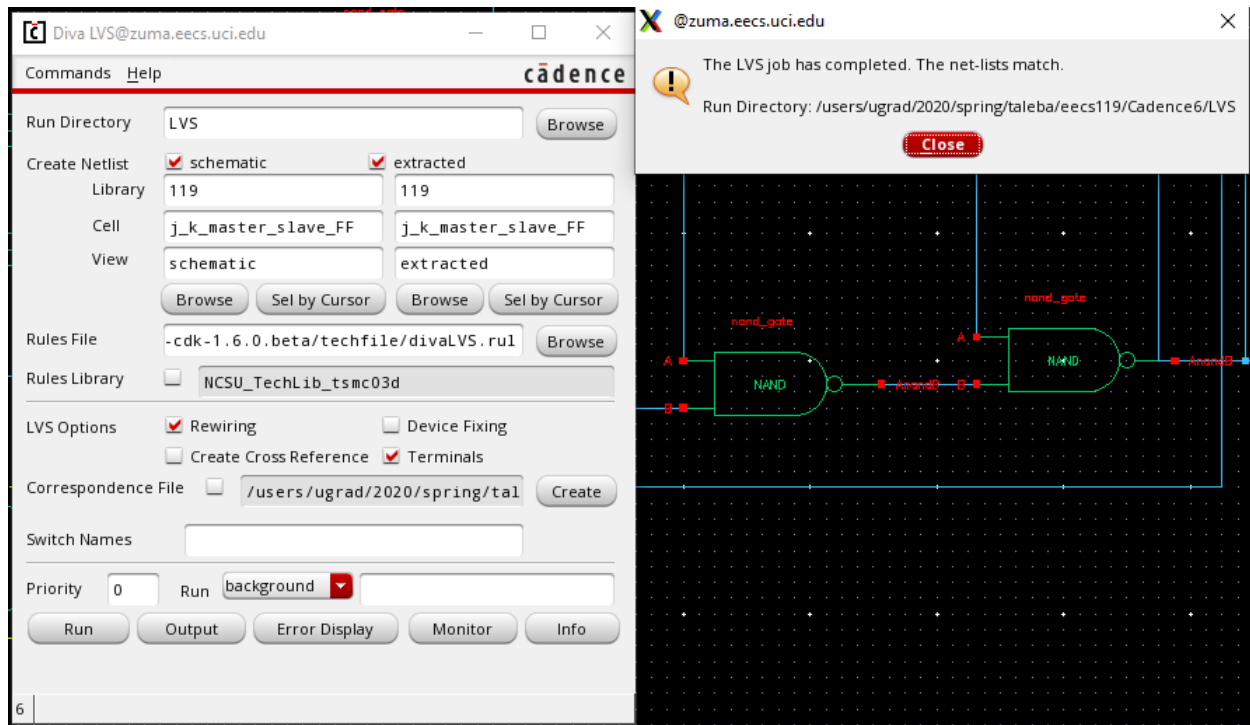 Diva LVS@zuma.eecs.uci.edu
Commands Help
cādence
Run Directory LVS Browse
Create Netlist schematic extracted
Library 119 119
Cell j_k_master_slave_FF j_k_master_slave_FF
View schematic extracted
Browse Sel by Cursor Browse Sel by Cursor
Rules File -cdk-1.6.0.beta/techfile/divaLVS.rul Browse
Rules Library NCSU_TechLib_tsmc03d
LVS Options Rewiring Device Fixing
Create Cross Reference Terminals
Correspondence File /users/ugrad/2020/spring/tal Create
Switch Names
Priority 0 Run background
Run Output Error Display Monitor Info
6
@zuma.eecs.uci.edu
The LVS job has completed. The net-lists match.
Run Directory: /users/ugrad/2020/spring/taleba/eecs119/Cadence6/LVS
Close
nand_gate
nand_gate
A
NAND
AnandB
A
NAND
AnandB
B
B